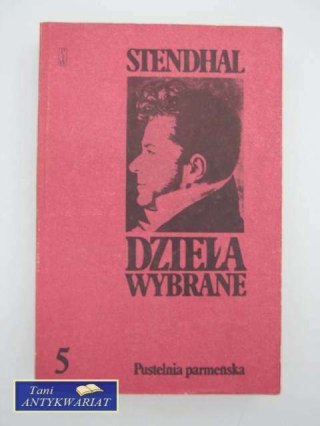 STENDHAL
DZIEŁA
WYBRANE
5
Pustelnia parmeńska
Tani
ANTYKWARIAT